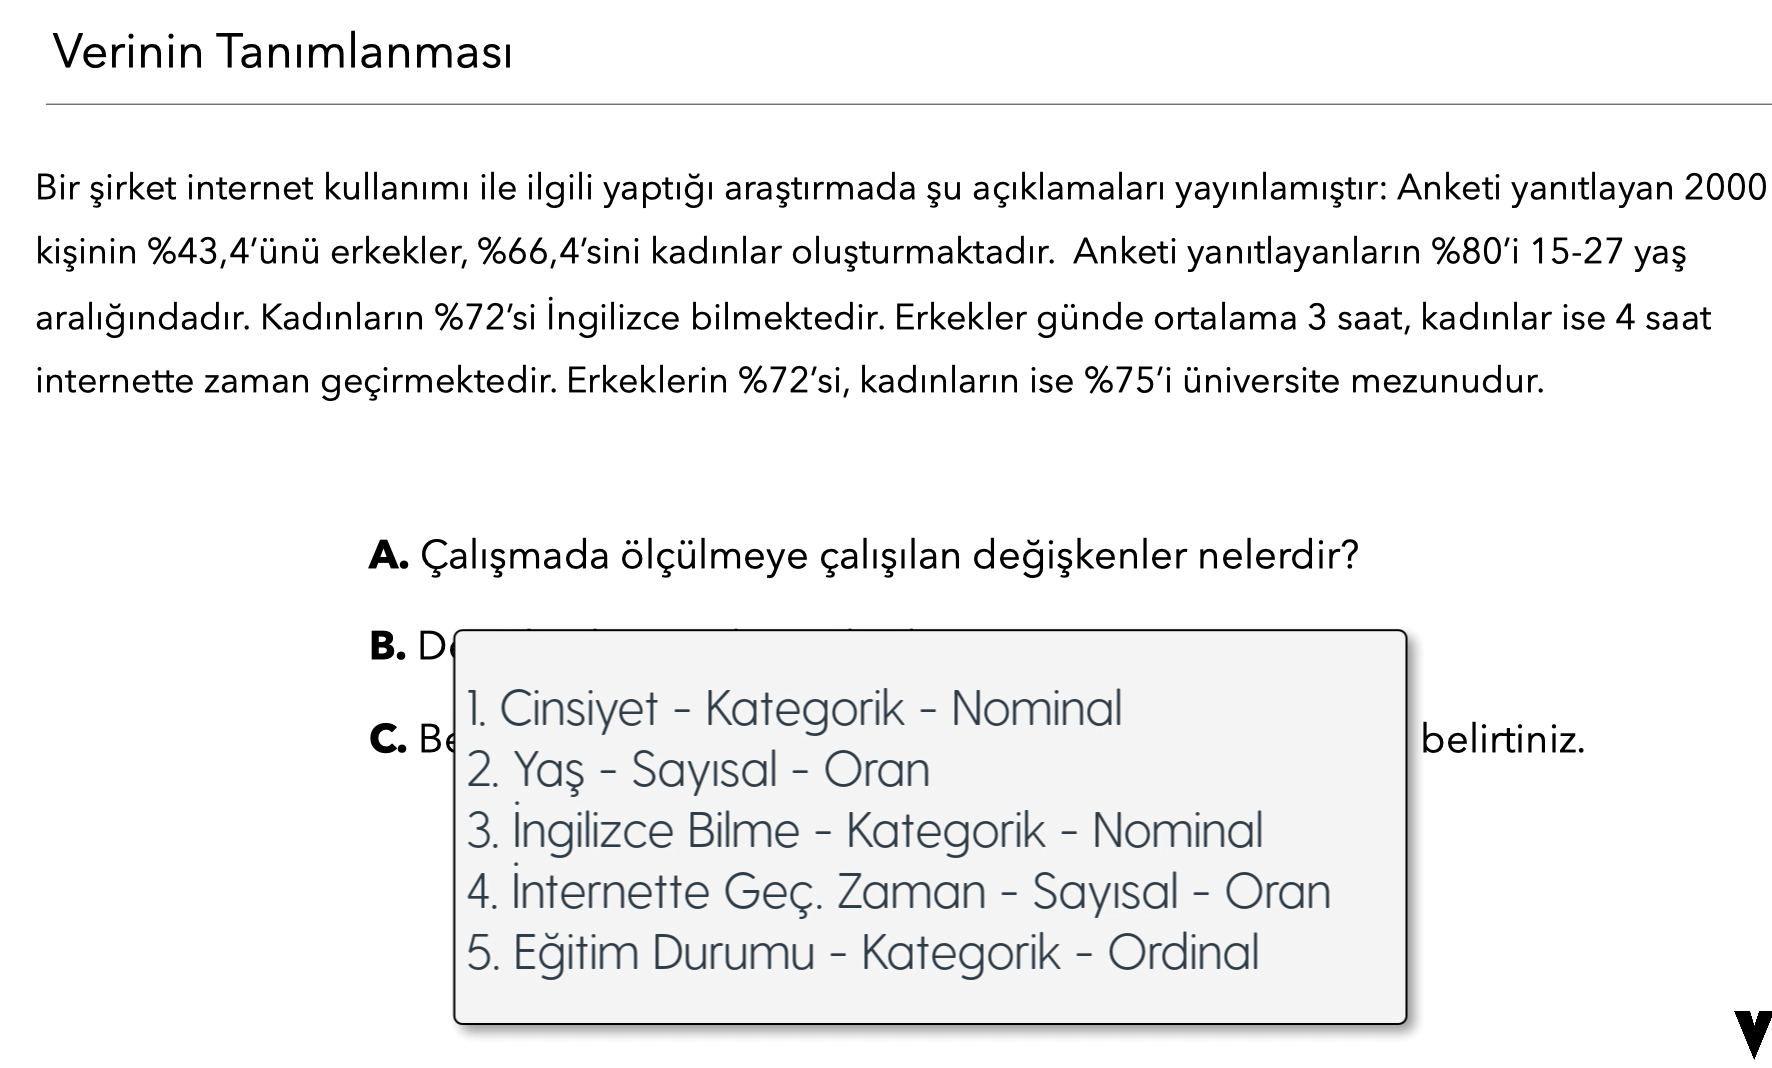 Verinin Tanımlanması
Bir şirket internet kullanımı ile ilgili yaptığı araştırmada şu açıklamaları yayınlamıştır: Anketi yanıtlayan 2000
kişinin %43,4’ünü erkekler, %66,4’sini kadınlar oluşturmaktadır. Anketi yanıtlayanların %80’i 15-27 yaş
aralığındadır. Kadınların %72’si İngilizce bilmektedir. Erkekler günde ortalama 3 saat, kadınlar ise 4 saat
internette zaman geçirmektedir. Erkeklerin %72’si, kadınların ise %75’i üniversite mezunudur.
A. Çalışmada ölçülmeye çalışılan değişkenler nelerdir?
B.
C. belirtiniz.
1. Cinsiyet - Kategorik - Nominal
2. Yaş - Sayısal - Oran
3. İngilizce Bilme - Kategorik - Nominal
4. İnternette Geç. Zaman - Sayısal - Oran
5. Eğitim Durumu - Kategorik - Ordinal